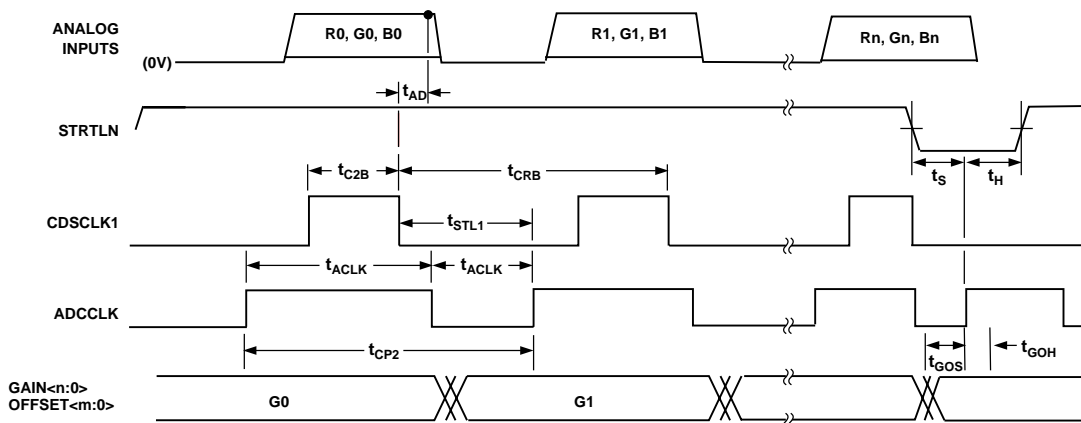 ANALOG
INPUTS
(0V)
R0, G0, B0
R1, G1, B1
Rn, Gn, Bn
tAD
STRTLN
tS
tH
tC2B
tCRB
CDSCLK1
tSTL1
tACLK
tACLK
ADCCLK
tCP2
tGOS
tGOH
GAIN<n:0>
OFFSET<m:0>
G0
G1